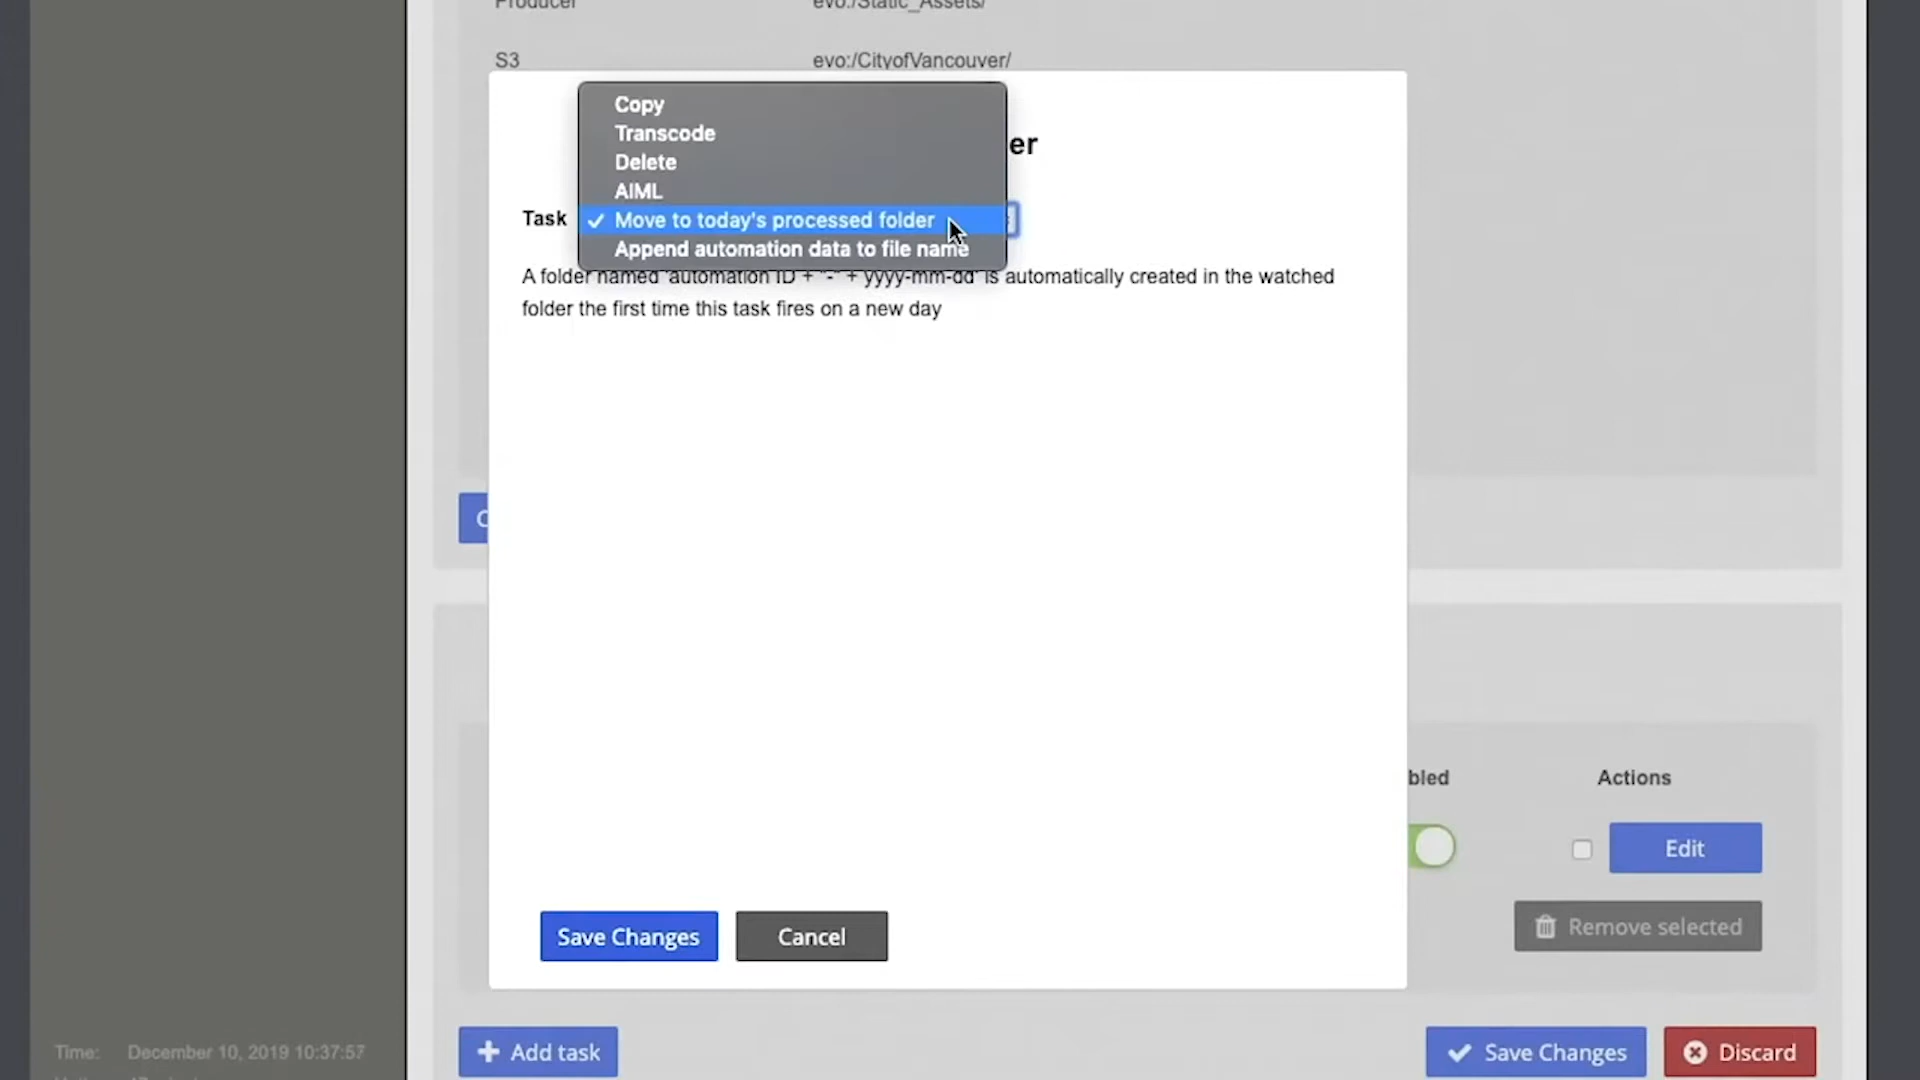 Producer evo:/Static_Assets/
S3 evo:/CityofVancouver/
Copy
Transcode
er
Delete
AIML
Task ✓ Move to today's processed folder
Append automation data to file name
A folder named "automation ID + "-" + yyyy-mm-dd" is automatically created in the watched
folder the first time this task fires on a new day
C
bled Actions
Edit
Remove selected
Save Changes Cancel
Time: December 10, 2019 10:37:57
+ Add task Save Changes Discard